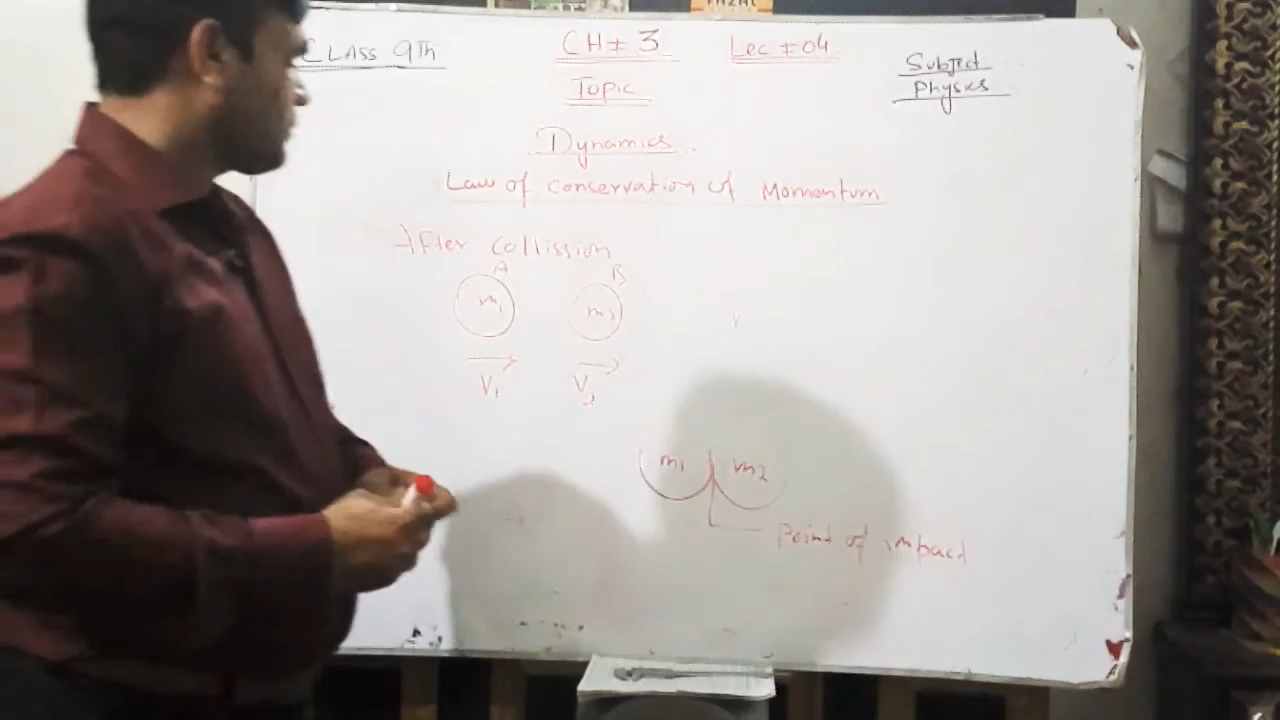 CLASS 9Th CH # 3 Lec # 04
Subject
Physics
Topic
Dynamics
Law of conservation of Momentum
After Collission
A B
m1 m2
V1 V2
m1 m2
Point of impact